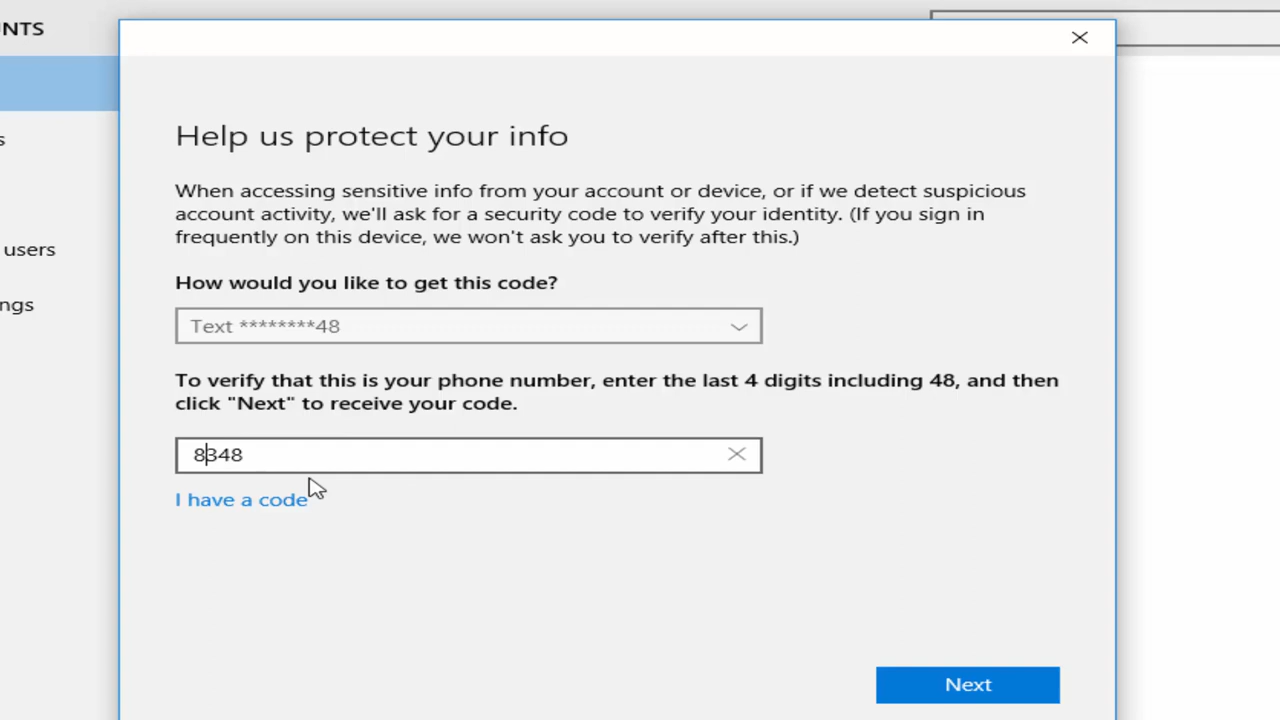 UNTS
Help us protect your info
When accessing sensitive info from your account or device, or if we detect suspicious
account activity, we'll ask for a security code to verify your identity. (If you sign in
frequently on this device, we won't ask you to verify after this.)
s
users
ngs
How would you like to get this code?
Text ********48
To verify that this is your phone number, enter the last 4 digits including 48, and then
click "Next" to receive your code.
8348
I have a code
Next